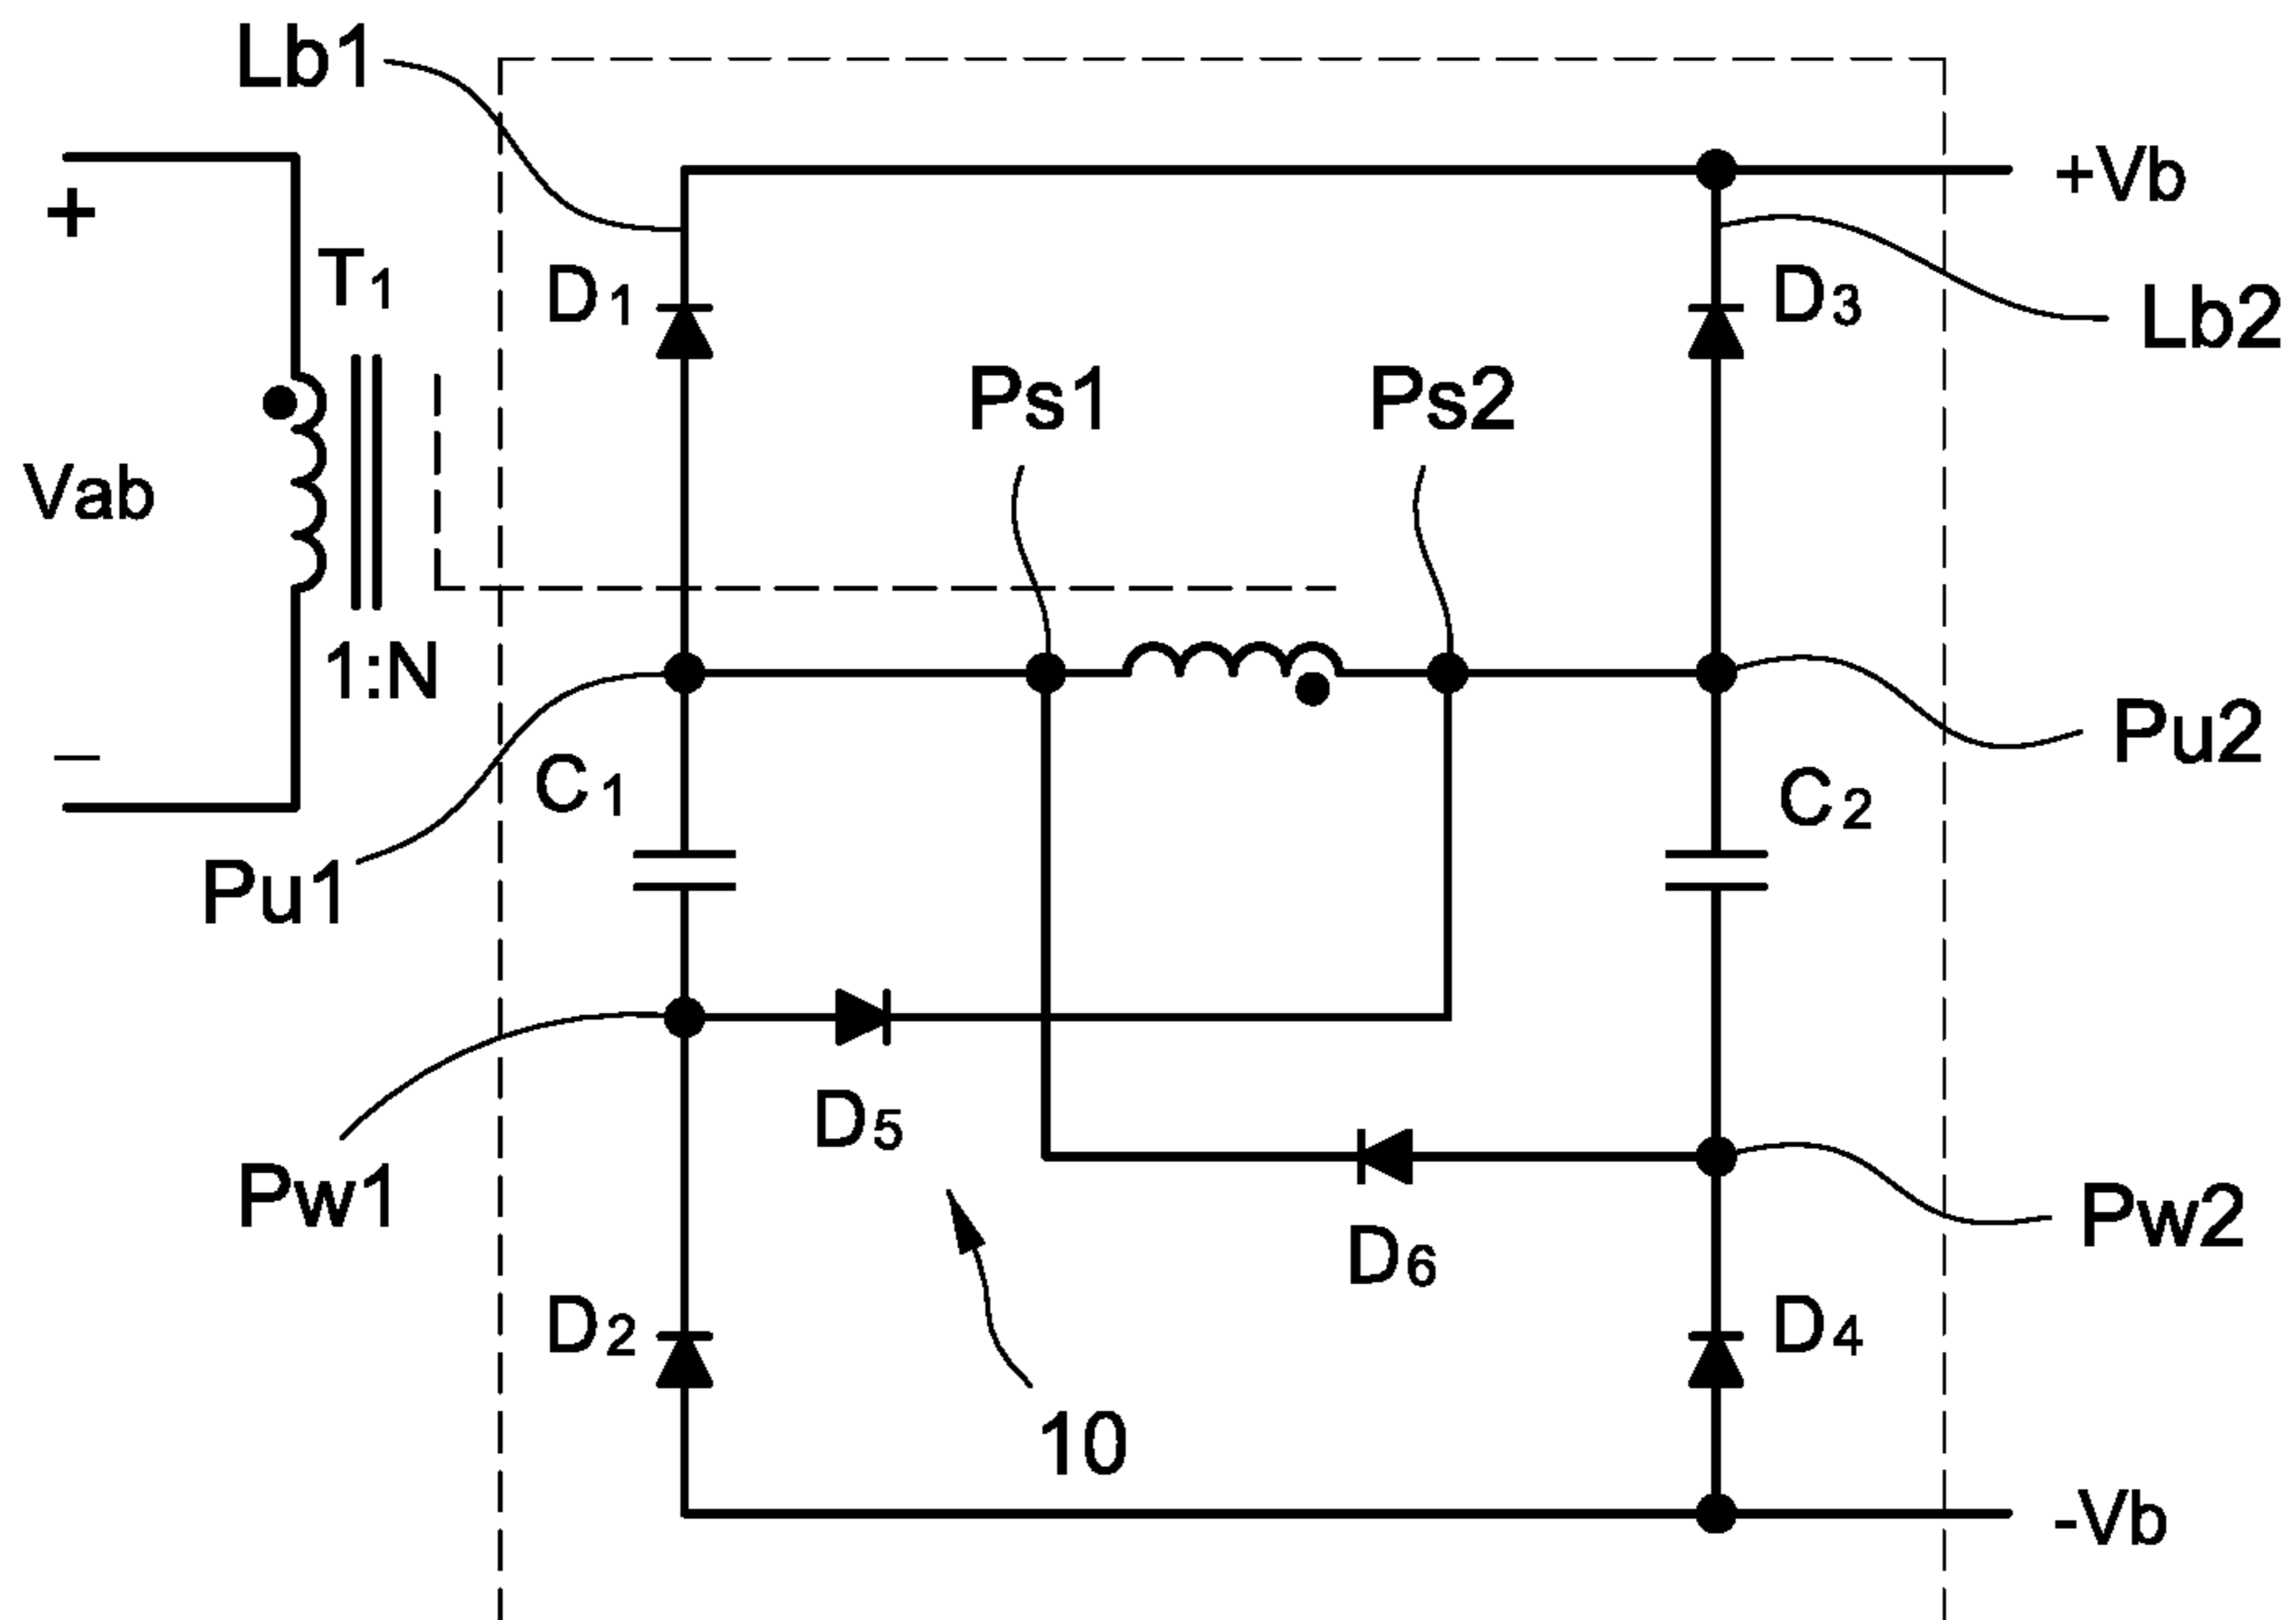 Lb1
+Vb
+
T1
D1
D3
Lb2
Ps1
Ps2
Vab
1:N
Pu2
–
C1
C2
Pu1
D5
Pw1
Pw2
D6
D2
D4
10
-Vb